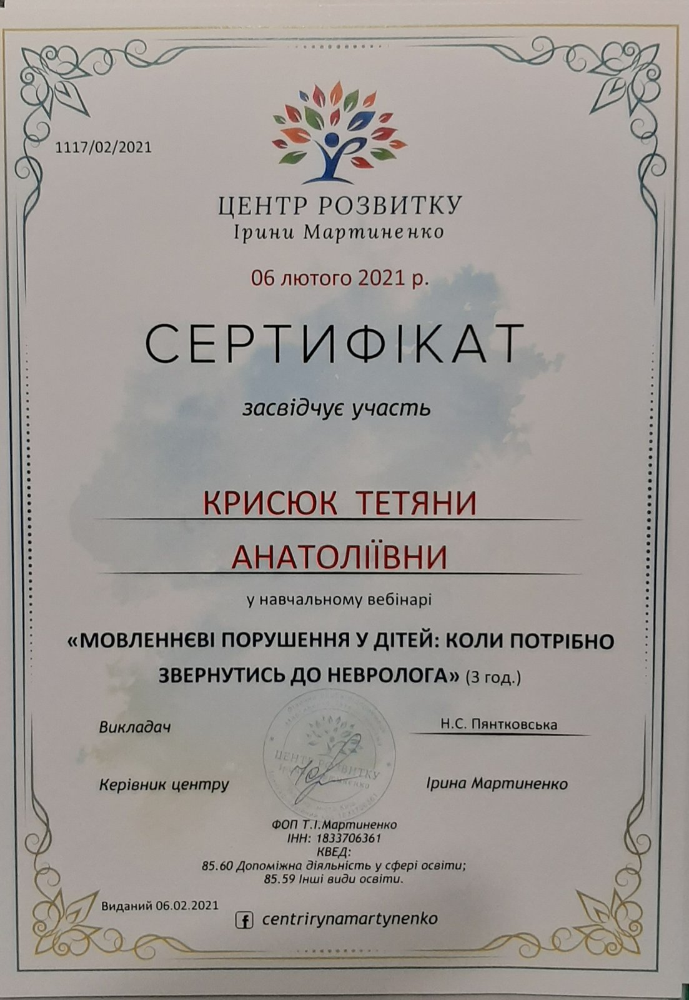 1117/02/2021
ЦЕНТР РОЗВИТКУ
Ірини Мартиненко
06 лютого 2021 р.
СЕРТИФІКАТ
засвідчує участь
КРИСЮК ТЕТЯНИ
АНАТОЛІЇВНИ
у навчальному вебінарі
«МОВЛЕННЄВІ ПОРУШЕННЯ У ДІТЕЙ: КОЛИ ПОТРІБНО
ЗВЕРНУТИСЬ ДО НЕВРОЛОГА» (3 год.)
Викладач
Н.С. Пянтковська
ЦЕНТР РОЗВИТКУ
Керівник центру
Ірина Мартиненко
ФОП Т.І.Мартиненко
ІНН: 1833706361
КВЕД:
85.60 Допоміжна діяльність у сфері освіти;
85.59 Інші види освіти.
Виданий 06.02.2021
centrirynamartynenko